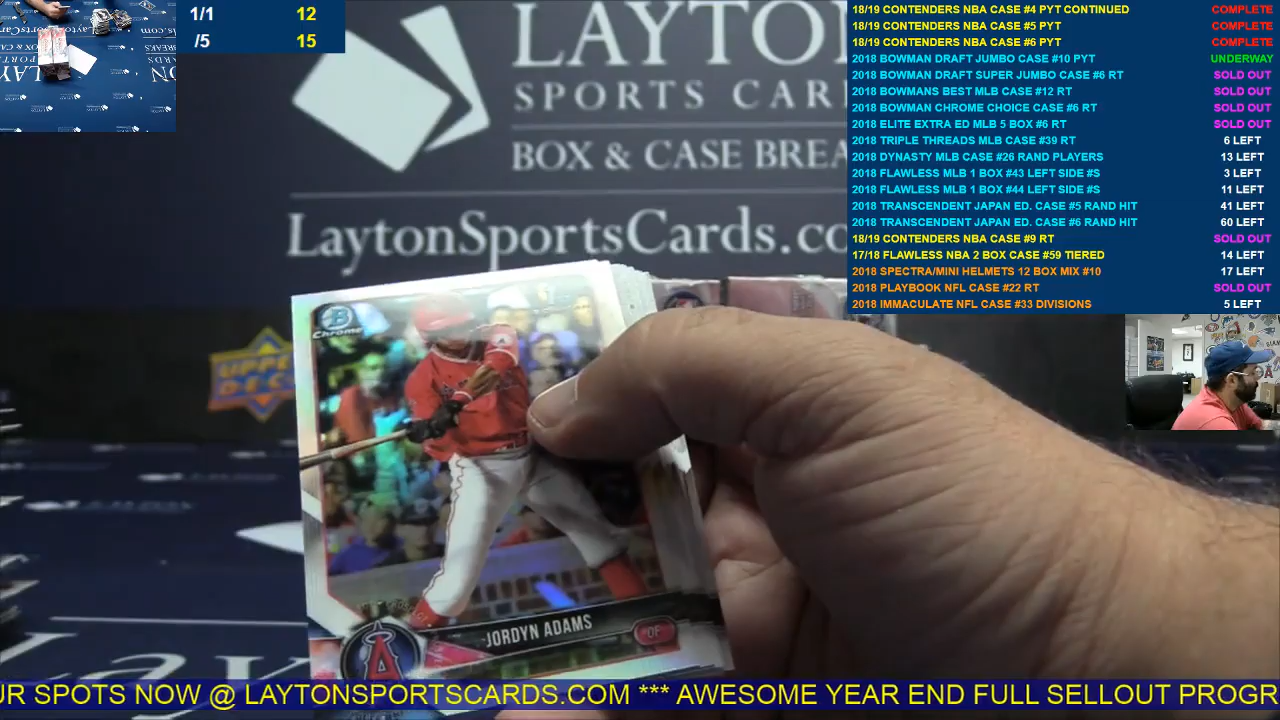 1/1 12
/5 15
18/19 CONTENDERS NBA CASE #4 PYT CONTINUED COMPLETE
18/19 CONTENDERS NBA CASE #5 PYT COMPLETE
18/19 CONTENDERS NBA CASE #6 PYT COMPLETE
2018 BOWMAN DRAFT JUMBO CASE #10 PYT UNDERWAY
2018 BOWMAN DRAFT SUPER JUMBO CASE #6 RT SOLD OUT
2018 BOWMANS BEST MLB CASE #12 RT SOLD OUT
2018 BOWMAN CHROME CHOICE CASE #6 RT SOLD OUT
2018 ELITE EXTRA ED MLB 5 BOX #6 RT SOLD OUT
2018 TRIPLE THREADS MLB CASE #39 RT 6 LEFT
2018 DYNASTY MLB CASE #26 RAND PLAYERS 13 LEFT
2018 FLAWLESS MLB 1 BOX #43 LEFT SIDE #S 3 LEFT
2018 FLAWLESS MLB 1 BOX #44 LEFT SIDE #S 11 LEFT
2018 TRANSCENDENT JAPAN ED. CASE #5 RAND HIT 41 LEFT
2018 TRANSCENDENT JAPAN ED. CASE #6 RAND HIT 60 LEFT
18/19 CONTENDERS NBA CASE #9 RT SOLD OUT
17/18 FLAWLESS NBA 2 BOX CASE #59 TIERED 14 LEFT
2018 SPECTRA/MINI HELMETS 12 BOX MIX #10 17 LEFT
2018 PLAYBOOK NFL CASE #22 RT SOLD OUT
2018 IMMACULATE NFL CASE #33 DIVISIONS 5 LEFT
LAYTO
SPORTS CAR
BOX & CASE BREA
LaytonSportsCards.co
UPPE
DEC
B
Chrome
JORDYN ADAMS
OF
A
UR SPOTS NOW @ LAYTONSPORTSCARDS.COM *** AWESOME YEAR END FULL SELLOUT PROGR